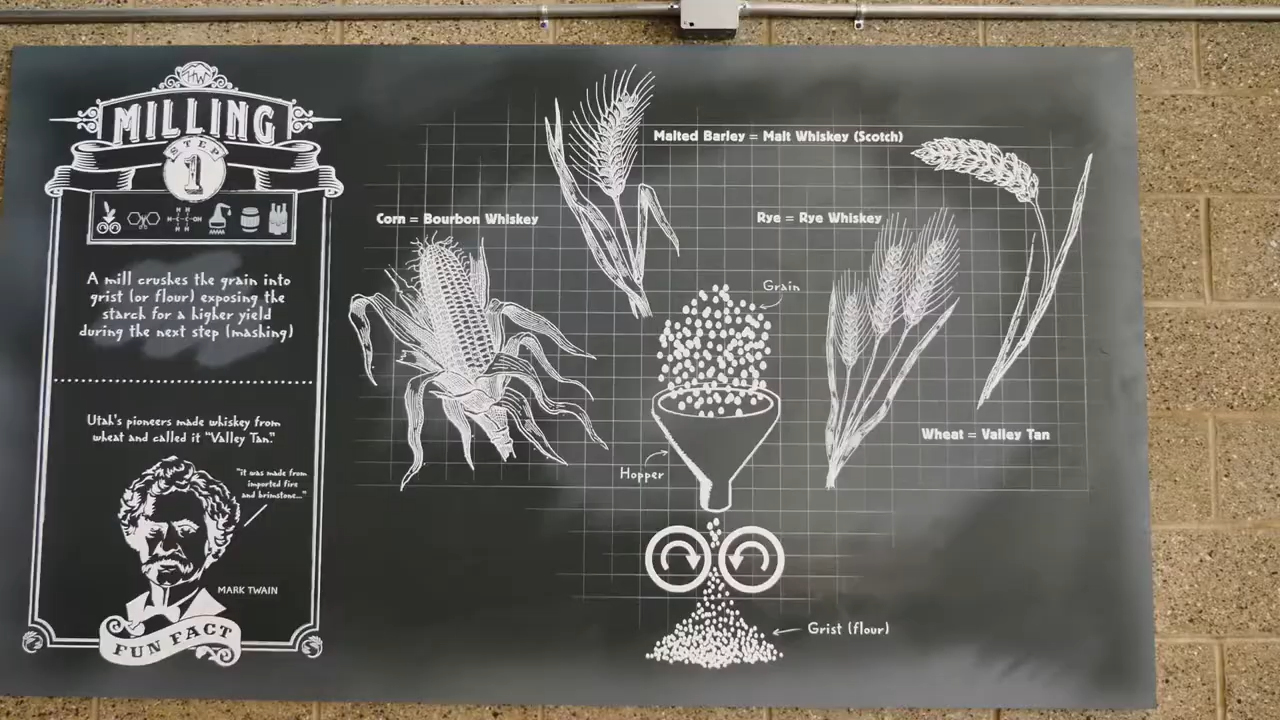 HW
MILLING
STEP
1
H H
H-C-C-OH
H H
A mill crushes the grain into
grist (or flour) exposing the
starch for a higher yield
during the next step (mashing)
Utah's pioneers made whiskey from
wheat and called it "Valley Tan."
"it was made from
imported fire
and brimstone..."
MARK TWAIN
FUN FACT
Malted Barley = Malt Whiskey (Scotch)
Corn = Bourbon Whiskey
Rye = Rye Whiskey
Grain
Wheat = Valley Tan
Hopper
Grist (flour)